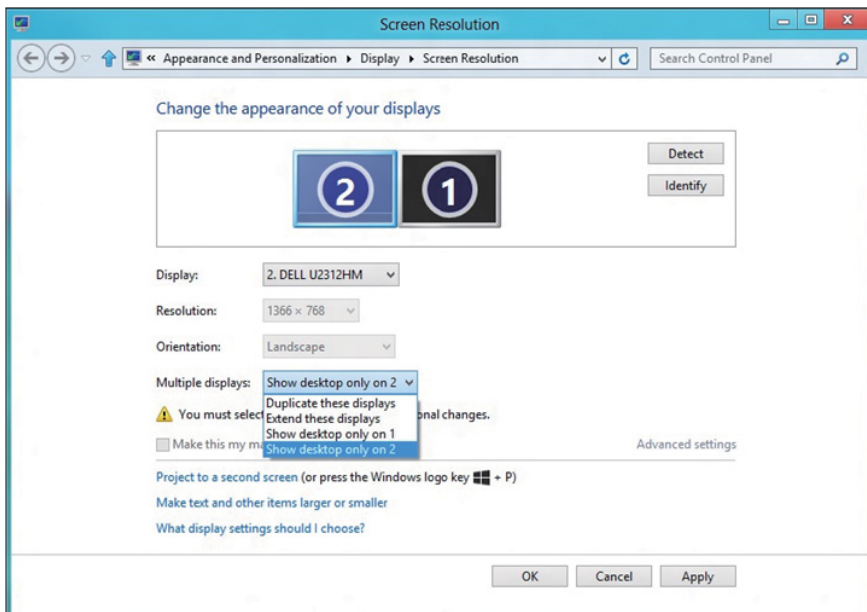 Screen Resolution
« Appearance and Personalization ▸ Display ▸ Screen Resolution
Search Control Panel
Change the appearance of your displays
2
1
Detect
Identify
Display: 2. DELL U2312HM
Resolution: 1366 × 768
Orientation: Landscape
Multiple displays: Show desktop only on 2
Duplicate these displays
You must selec onal changes.
Extend these displays
Show desktop only on 1
Make this my ma Advanced settings
Show desktop only on 2
Project to a second screen (or press the Windows logo key + P)
Make text and other items larger or smaller
What display settings should I choose?
OK Cancel Apply